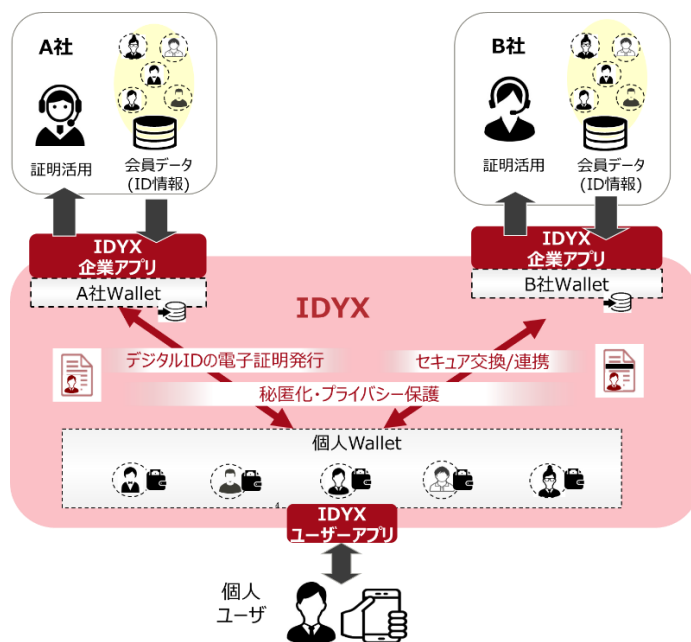 A社
証明活用
会員データ
(ID情報)
B社
証明活用
会員データ
(ID情報)
IDYX
企業アプリ
A社Wallet
IDYX
企業アプリ
B社Wallet
IDYX
デジタルIDの電子証明発行
セキュア交換/連携
秘匿化・プライバシー保護
個人Wallet
4
IDYX
ユーザーアプリ
個人
ユーザ